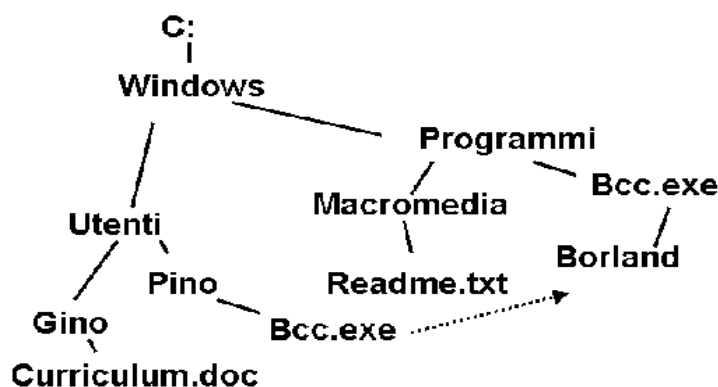 C:
Windows
Programmi
Bcc.exe
Macromedia
Utenti
Borland
Pino
Readme.txt
Gino
Bcc.exe
Curriculum.doc